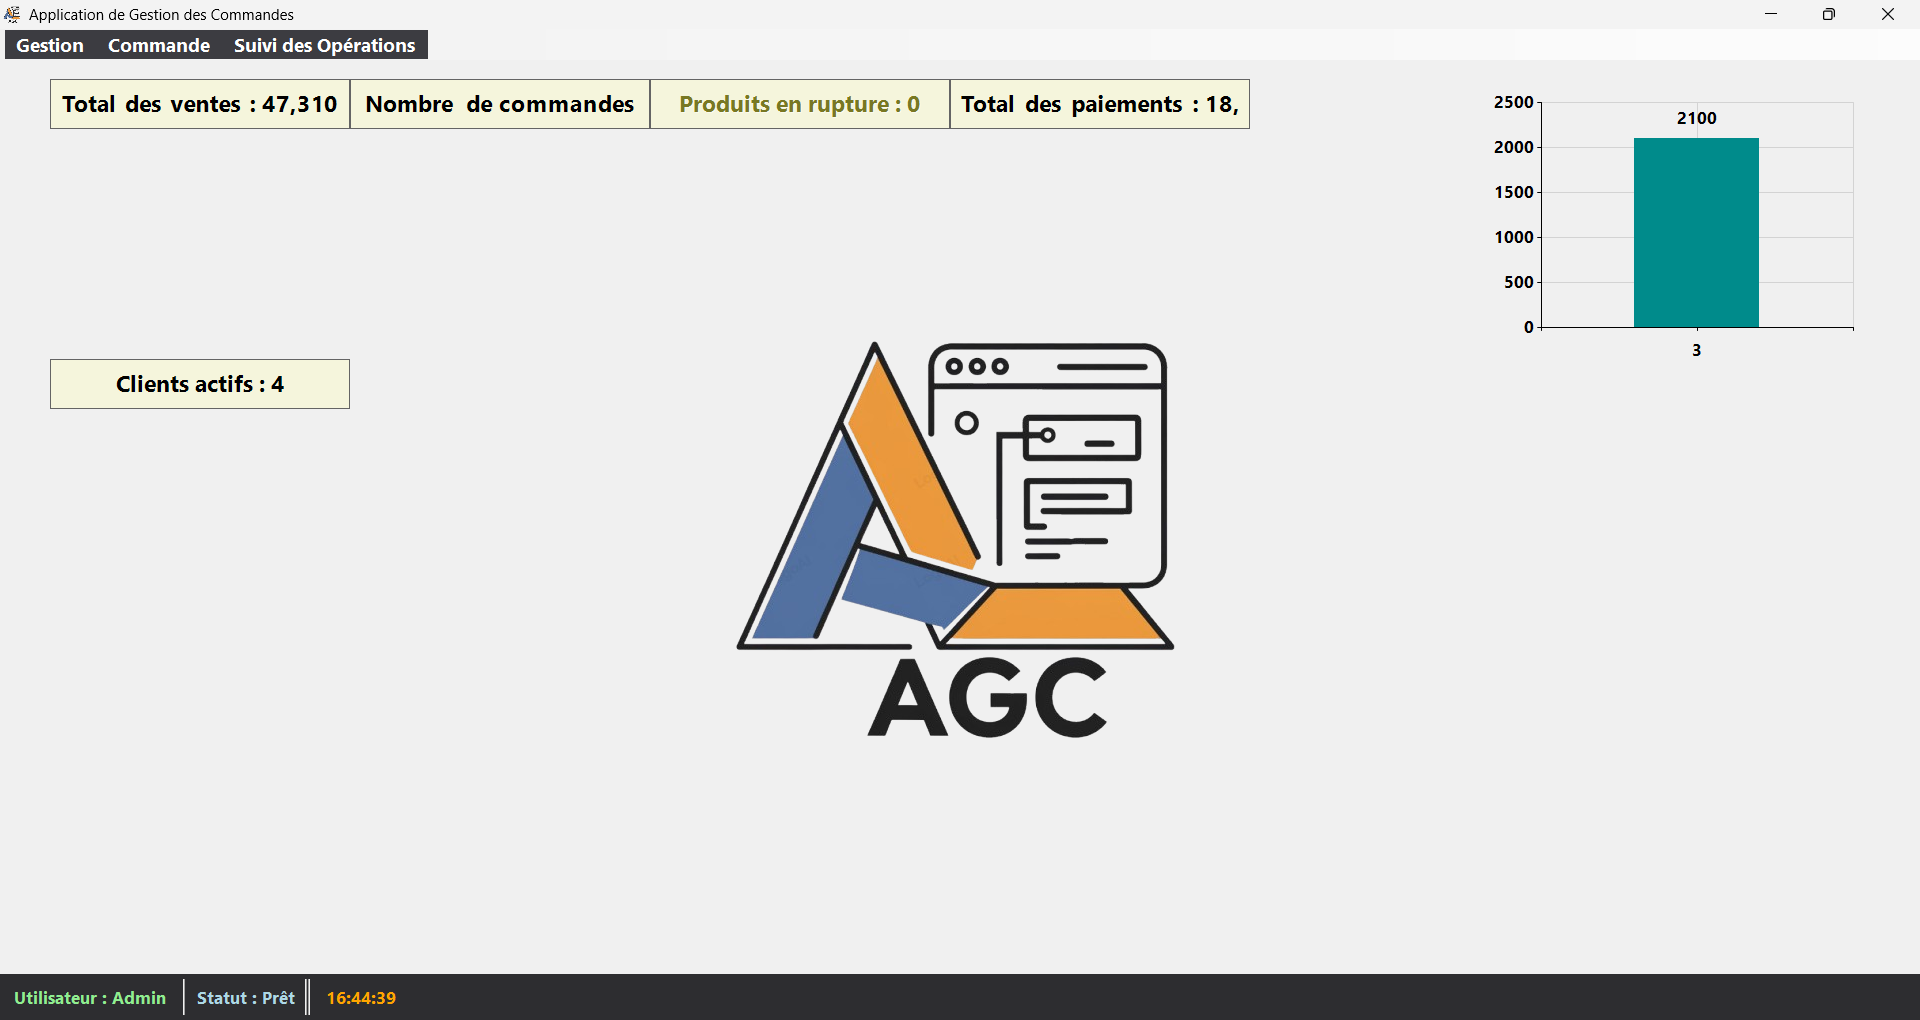 Application de Gestion des Commandes
Gestion Commande Suivi des Opérations
Total des ventes : 47,310
Nombre de commandes
Produits en rupture : 0
Total des paiements : 18,
2500
2100
2000
1500
1000
500
0
3
Clients actifs : 4
AGC
Utilisateur : Admin
Statut : Prêt
16:44:39